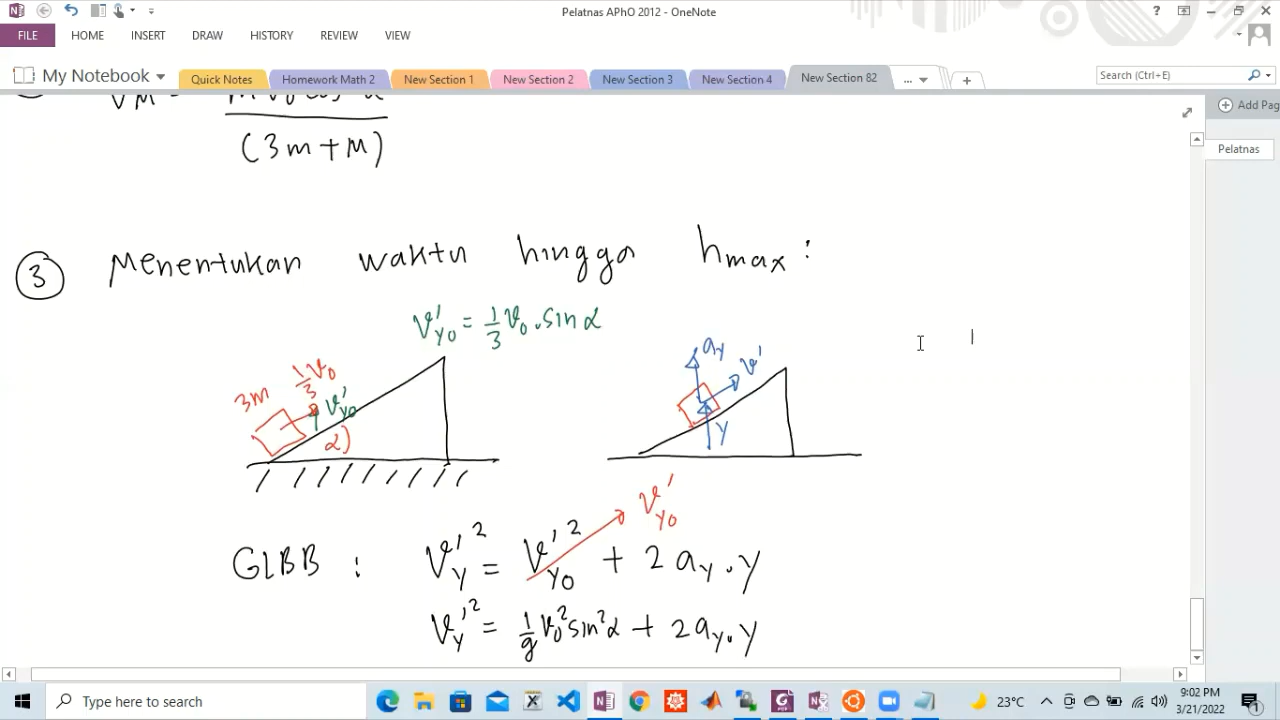 Pelatnas APhO 2012 - OneNote
FILE HOME INSERT DRAW HISTORY REVIEW VIEW
My Notebook Quick Notes Homework Math 2 New Section 1 New Section 2 New Section 3 New Section 4 New Section 82 ... + Search (Ctrl+E)
Add Pag
Pelatnas
(3m+M)
3 Menentukan waktu hingga hmax :
v'y0 = 1/3 v0 . sin α
3m 1/3 v0 v'y0 α
ay v' y
v'y0
GLBB : v'y² = v'y0² + 2 ay . y
v'y² = 1/9 v0² sin² α + 2 ay . y
Type here to search
23°C
9:02 PM
3/21/2022